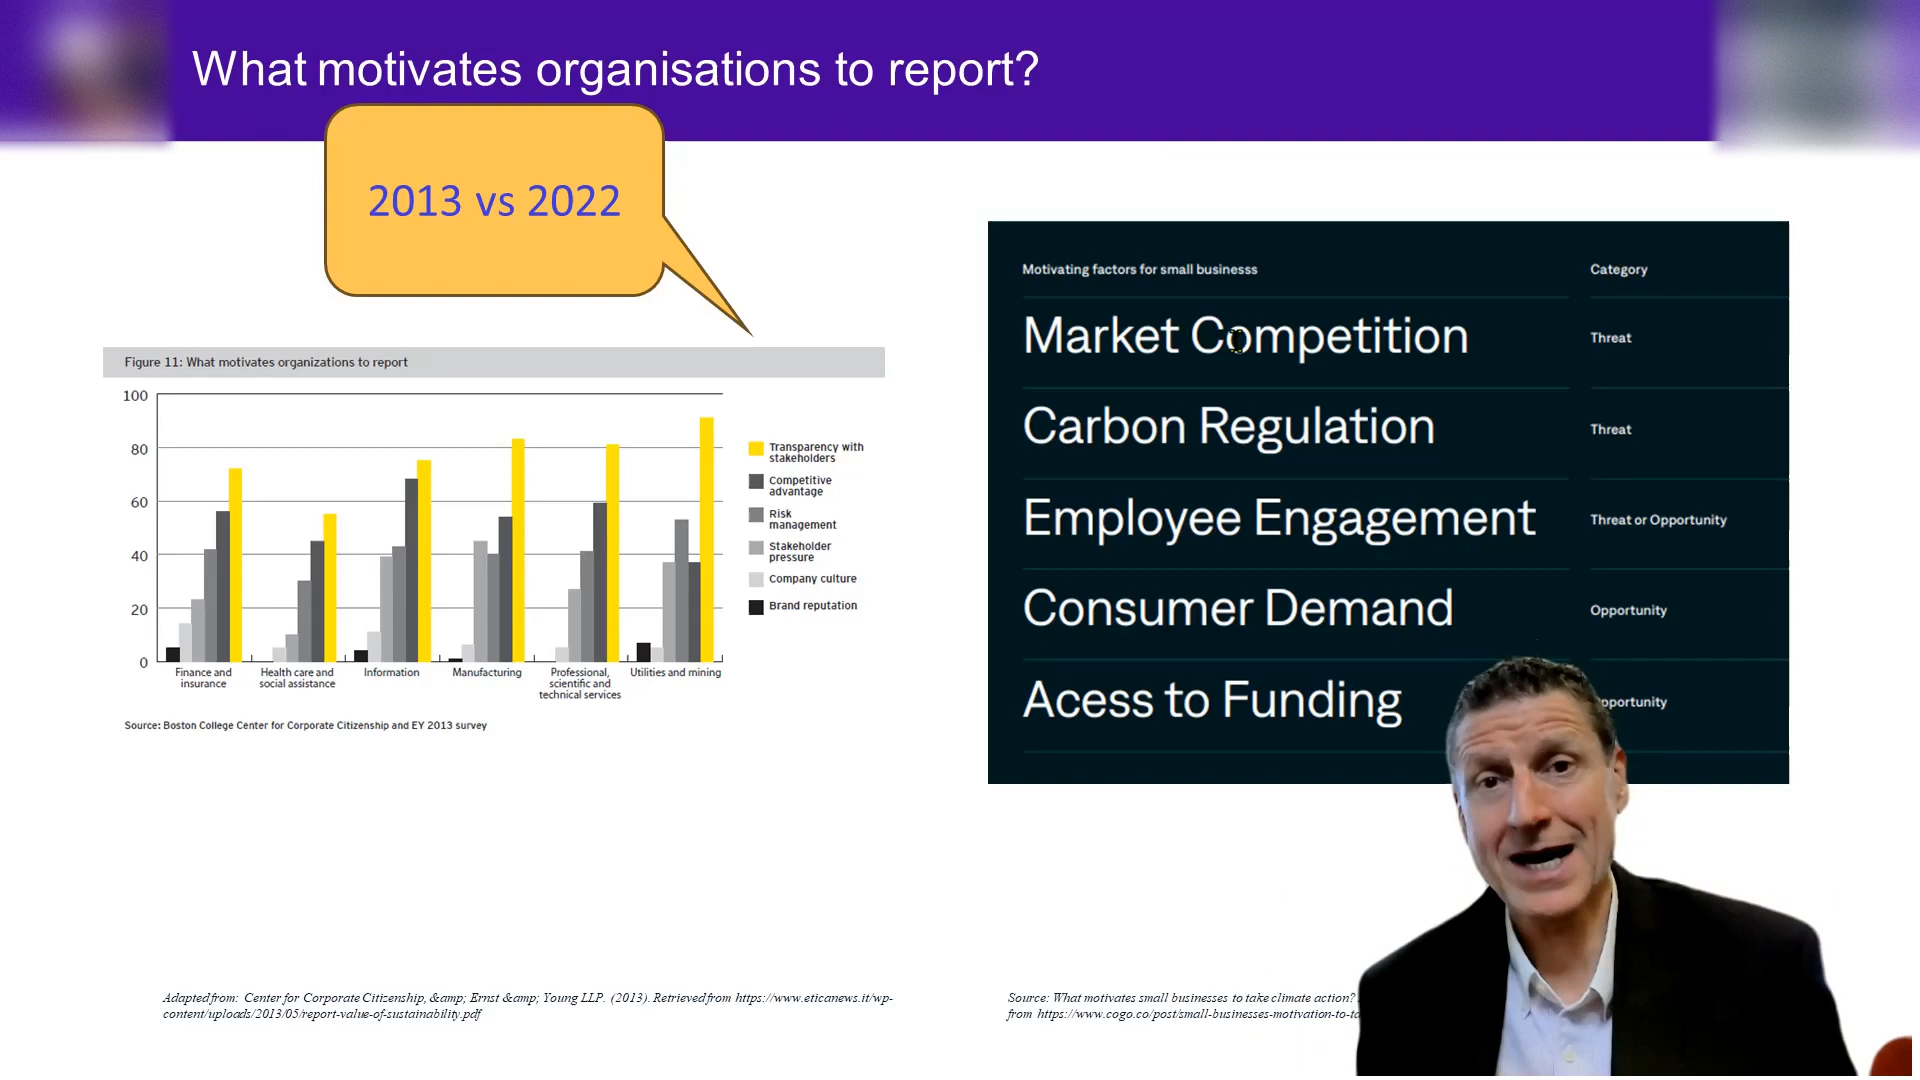 What motivates organisations to report?
2013 vs 2022
Figure 11: What motivates organizations to report
100
80
60
40
20
0
Finance and
insurance
Health care and
social assistance
Information
Manufacturing
Professional,
scientific and
technical services
Utilities and mining
Transparency with
stakeholders
Competitive
advantage
Risk
management
Stakeholder
pressure
Company culture
Brand reputation
Source: Boston College Center for Corporate Citizenship and EY 2013 survey
Motivating factors for small businesss
Category
Market Competition
Threat
Carbon Regulation
Threat
Employee Engagement
Threat or Opportunity
Consumer Demand
Opportunity
Acess to Funding
pportunity
Adapted from: Center for Corporate Citizenship, &amp; Ernst &amp; Young LLP. (2013). Retrieved from https://www.eticanews.it/wp-
content/uploads/2013/05/report-value-of-sustainability.pdf
Source: What motivates small businesses to take climate action?
from https://www.cogo.co/post/small-businesses-motivation-to-ta